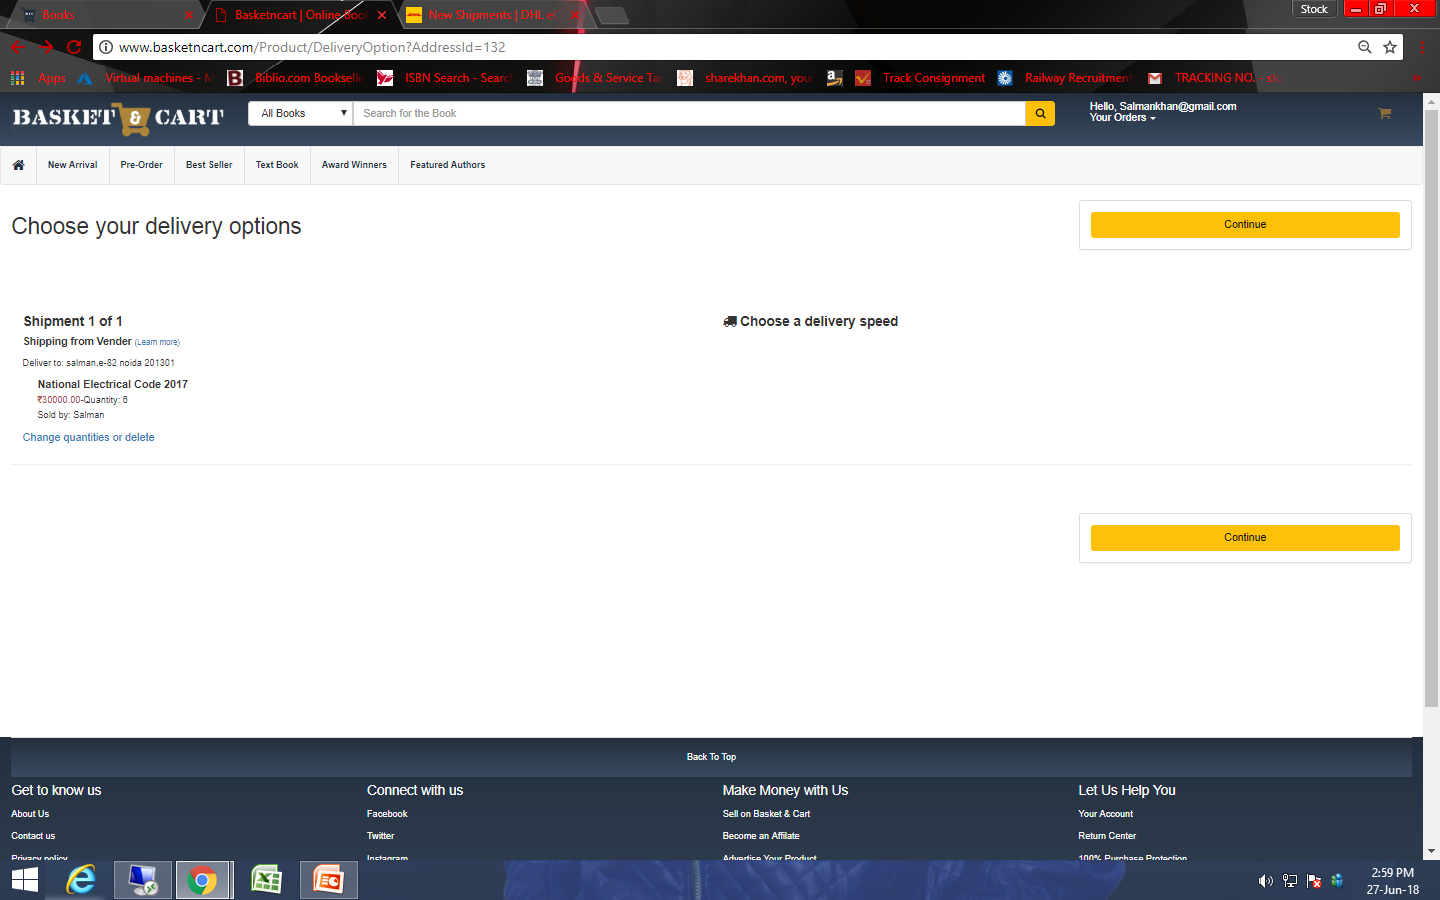 Books
Basketncart | Online Book
New Shipments | DHL eC
Stock
www.basketncart.com/Product/DeliveryOption?AddressId=132
Apps
Virtual machines - M
Biblio.com Bookselle
ISBN Search - Search
Goods & Service Tax
sharekhan.com, your
Track Consignment
Railway Recruitment
TRACKING NO. - sto
BASKET & CART
All Books
Search for the Book
Hello, Salmankhan@gmail.com
Your Orders
New Arrival
Pre-Order
Best Seller
Text Book
Award Winners
Featured Authors
Choose your delivery options
Continue
Shipment 1 of 1
Choose a delivery speed
Shipping from Vender (Learn more)
Deliver to: salman,e-82 noida 201301
National Electrical Code 2017
₹30000.00-Quantity: 6
Sold by: Salman
Change quantities or delete
Continue
Back To Top
Get to know us
Connect with us
Make Money with Us
Let Us Help You
About Us
Facebook
Sell on Basket & Cart
Your Account
Contact us
Twitter
Become an Affilate
Return Center
Privacy policy
Instagram
Advertise Your Product
100% Purchase Protection
2:59 PM
27-Jun-18